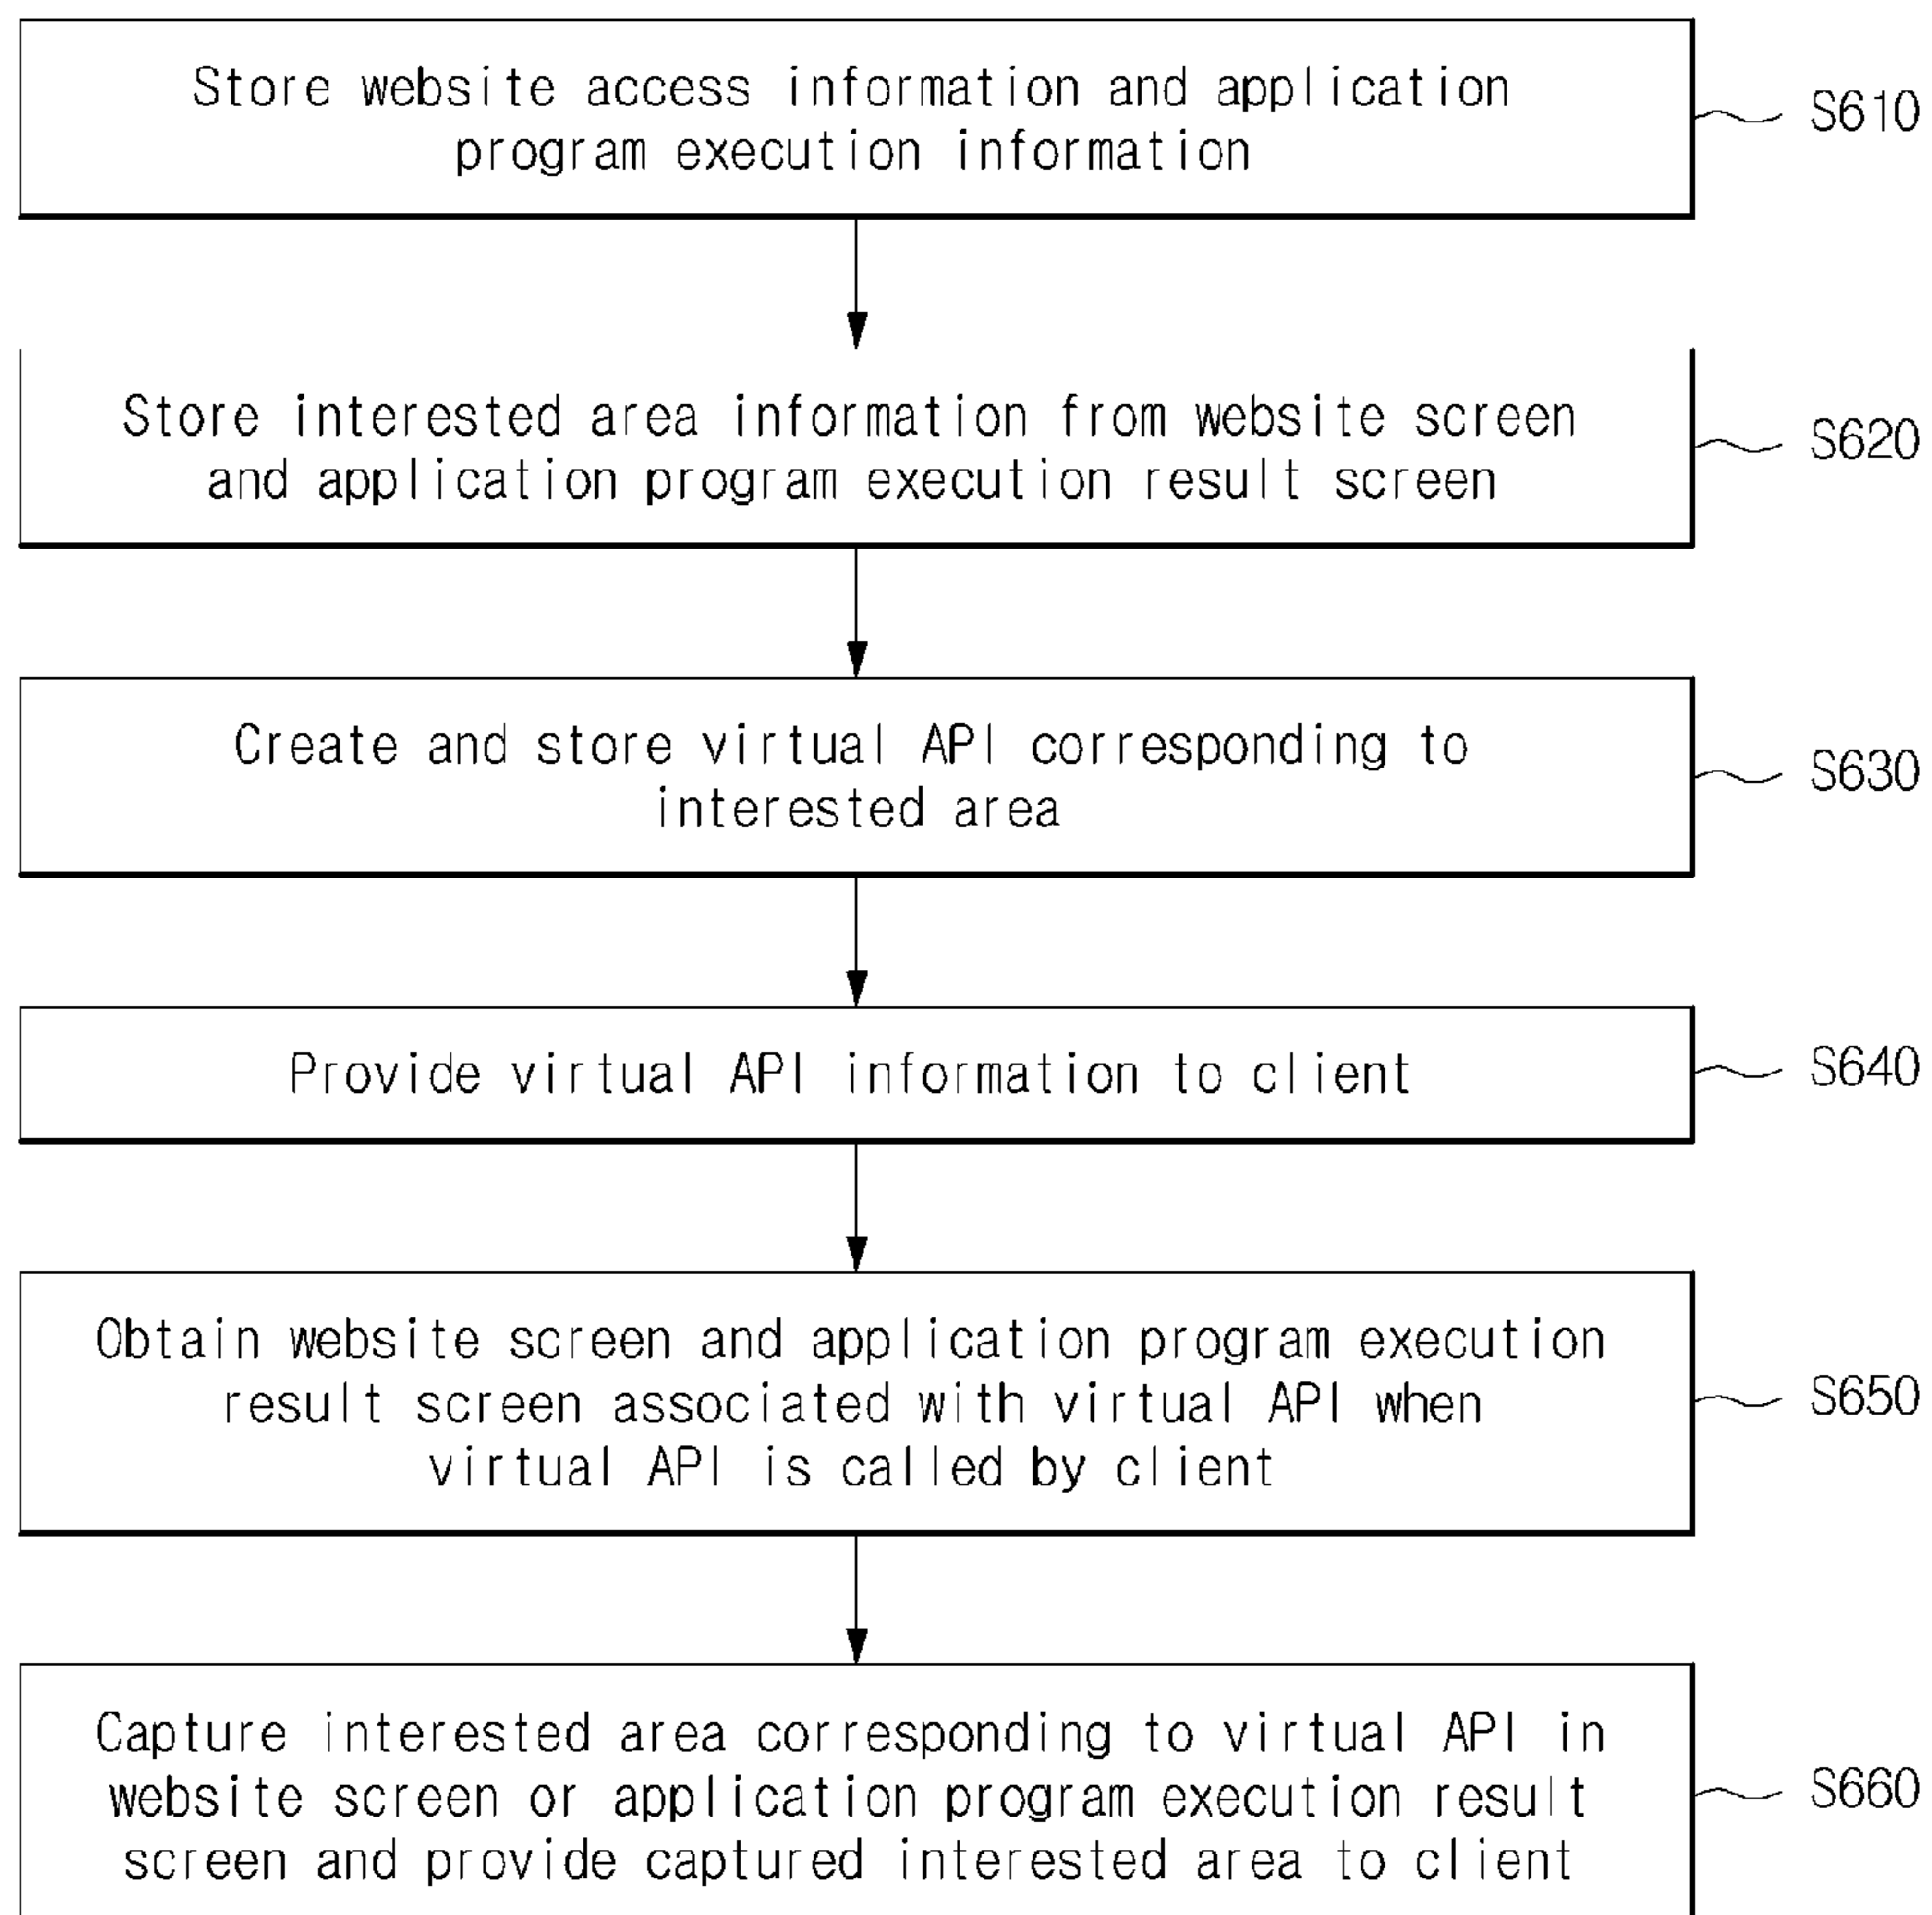 Store website access information and application
program execution information
S610
Store interested area information from website screen
and application program execution result screen
S620
Create and store virtual API corresponding to
interested area
S630
Provide virtual API information to client
S640
Obtain website screen and application program execution
result screen associated with virtual API when
virtual API is called by client
S650
Capture interested area corresponding to virtual API in
website screen or application program execution result
screen and provide captured interested area to client
S660